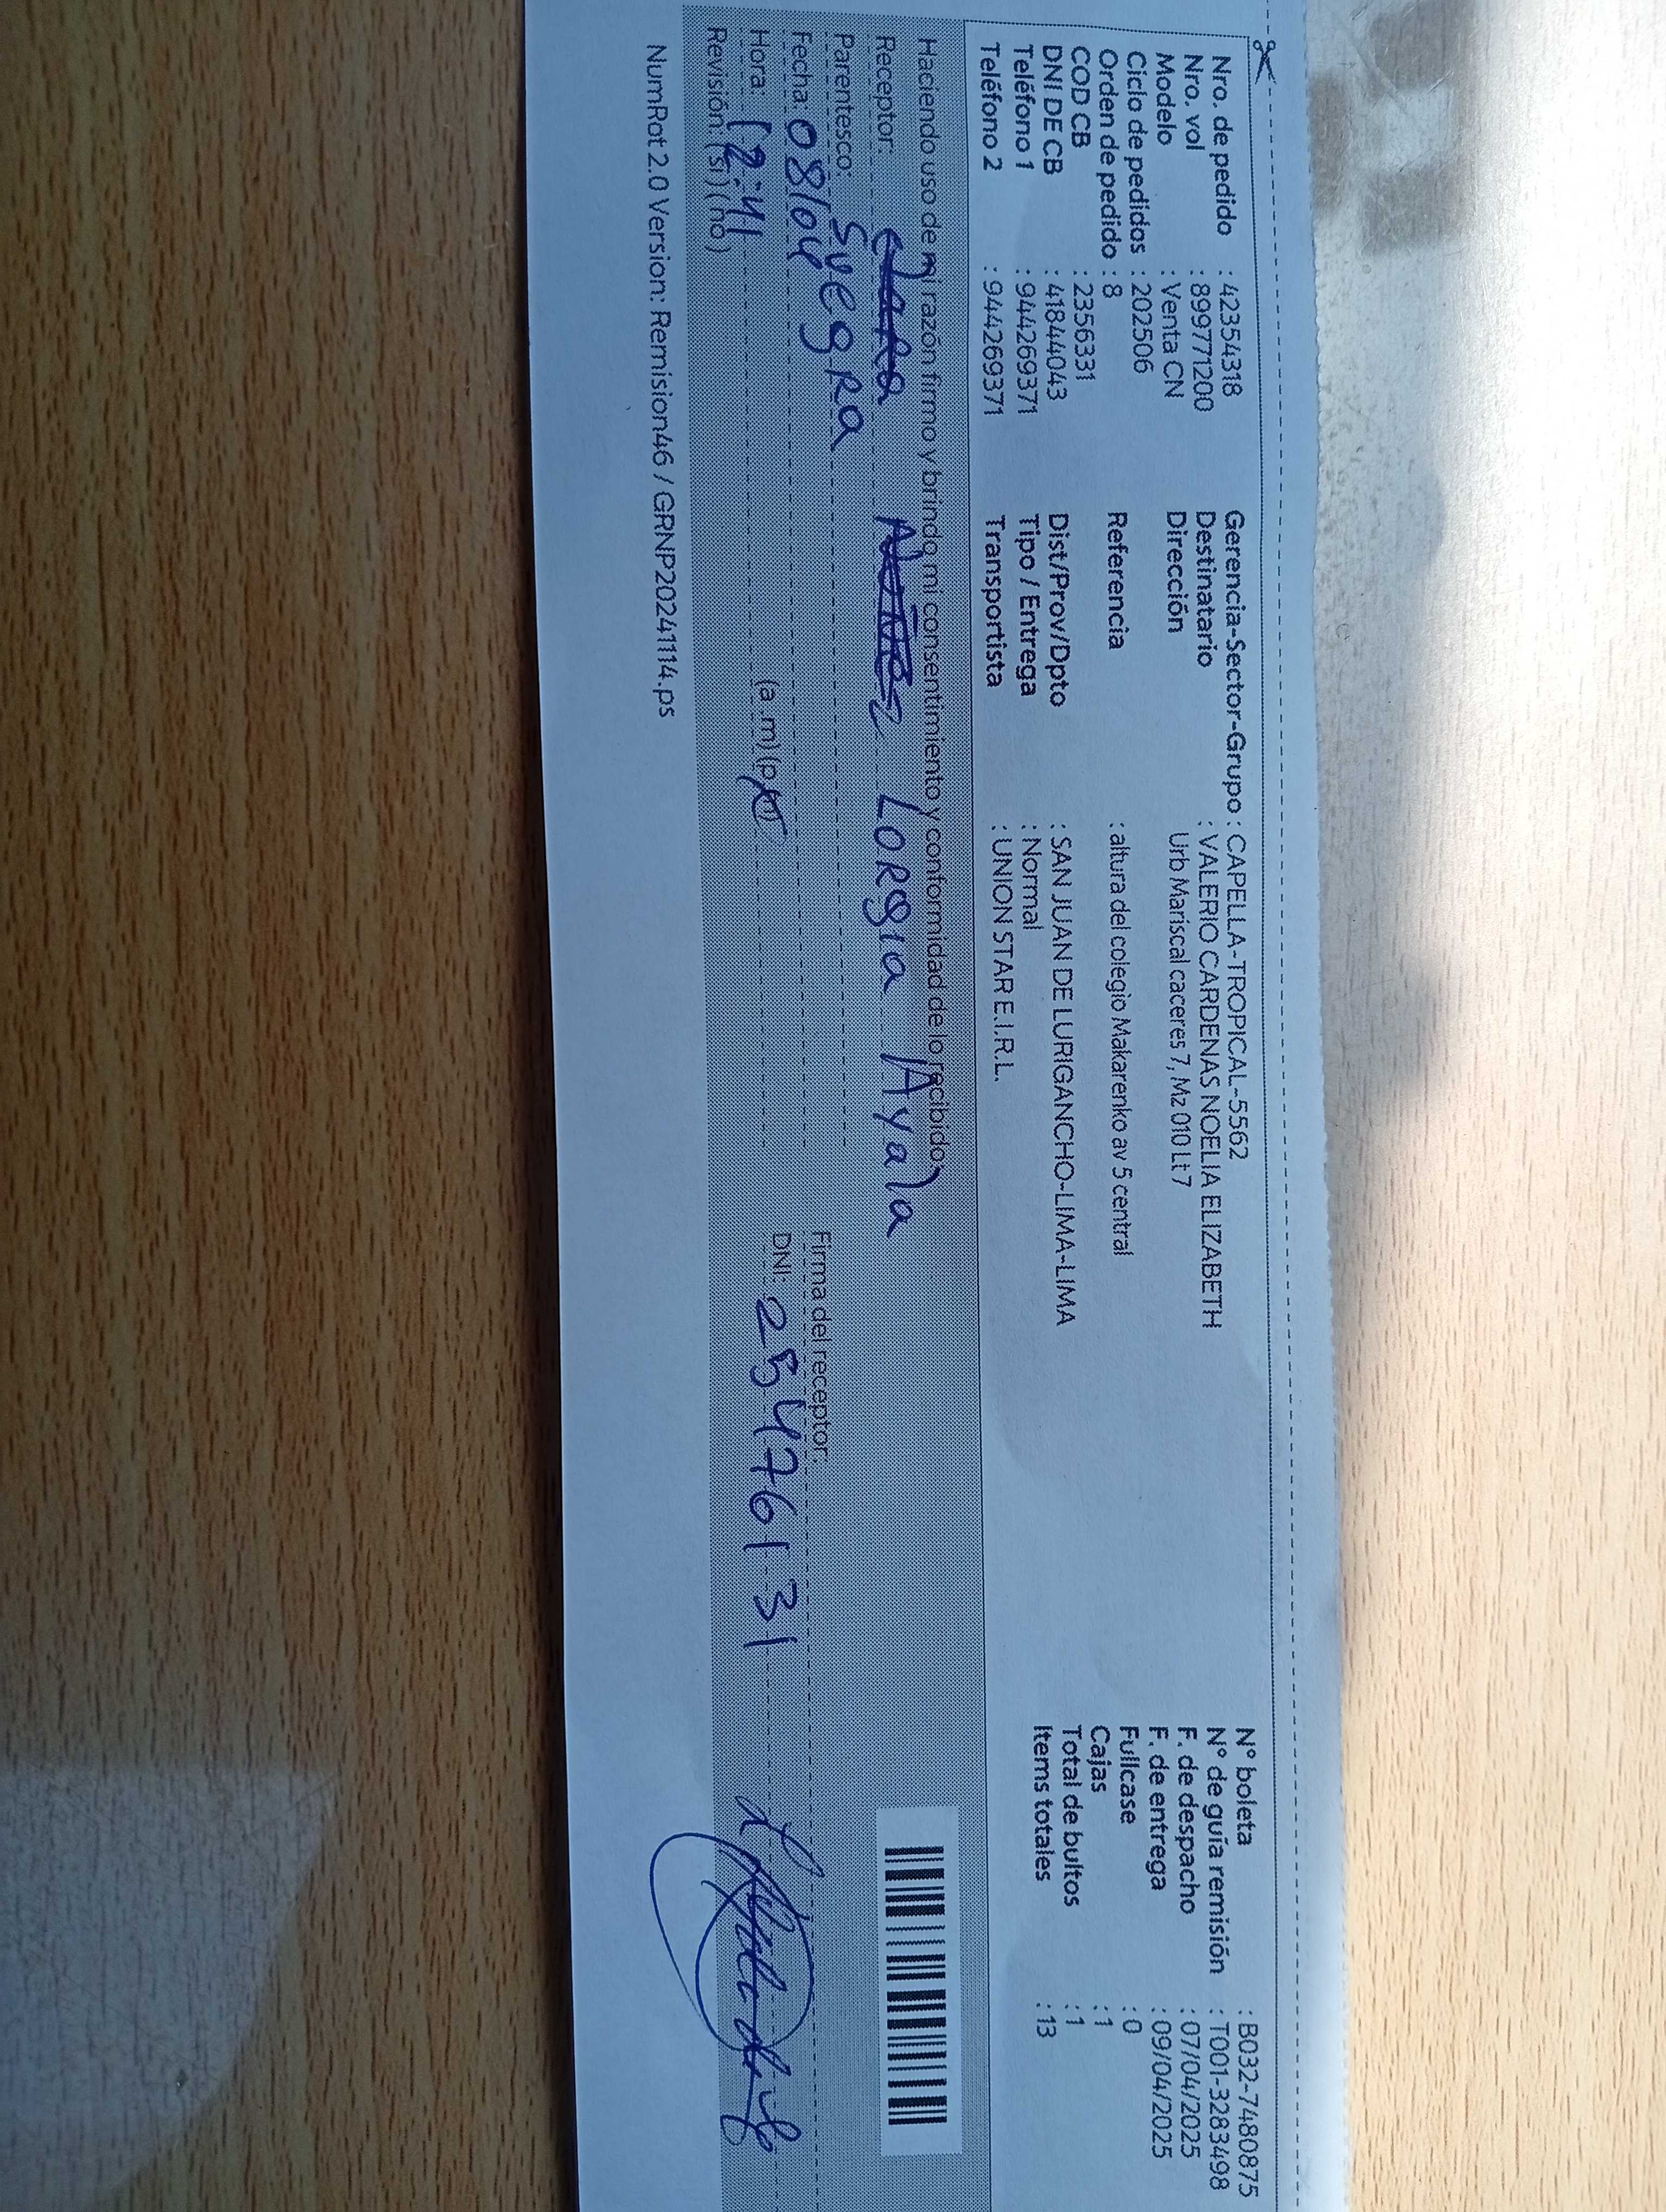 Nro. de pedido : 42354318
Nro. vol : 899771200
Modelo : Venta CN
Ciclo de pedidos : 202506
Orden de pedido : 8
COD CB : 2356331
DNI DE CB : 41844043
Teléfono 1 : 944269371
Teléfono 2 : 944269371
Gerencia-Sector-Grupo : CAPELLA-TROPICAL-5562
Destinatario : VALERIO CARDENAS NOELIA ELIZABETH
Dirección Urb Mariscal caceres 7, Mz 010 Lt 7
Referencia : altura del colegio Makarenko av 5 central
Dist/Prov/Dpto : SAN JUAN DE LURIGANCHO-LIMA-LIMA
Tipo / Entrega : Normal
Transportista : UNION STAR E.I.R.L.
N° boleta : B032-7480875
N° de guía remisión : T001-3283498
F. de despacho : 07/04/2025
F. de entrega : 09/04/2025
Fullcase : 0
Cajas : 1
Total de bultos : 1
Items totales : 13
Haciendo uso de mi razón firmo y brindo mi consentimiento y conformidad de lo recibido
Receptor: Lorgia Ayala
Parentesco: Suegra
Fecha: 08/04
Hora: 12:41 (a.m) (p.m)
Revisión: (si) (no)
Firma del receptor:
DNI: 25476131
NumRot 2.0 Version: Remision46 / GRNP20241114.ps